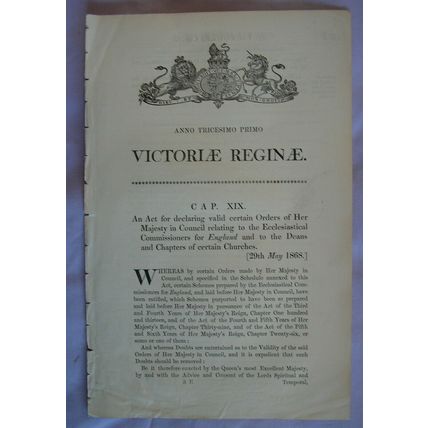 DIEU ET MON DROIT
ANNO TRICESIMO PRIMO
VICTORIÆ REGINÆ.
CAP. XIX.
An Act for declaring valid certain Orders of Her
Majesty in Council relating to the Ecclesiastical
Commissioners for England and to the Deans
and Chapters of certain Churches.
[29th May 1868.]
WHEREAS by certain Orders made by Her Majesty in
Council, and specified in the Schedule annexed to this
Act, certain Schemes prepared by the Ecclesiastical Com-
missioners for England, and laid before Her Majesty in Council, have
been ratified, which Schemes purported to have been so prepared
and laid before Her Majesty in pursuance of the Act of the Third
and Fourth Years of Her Majesty's Reign, Chapter One hundred
and thirteen, and of the Act of the Fourth and Fifth Years of Her
Majesty's Reign, Chapter Thirty-nine, and of the Act of the Fifth
and Sixth Years of Her Majesty's Reign, Chapter Twenty-six, or
some or one of them:
And whereas Doubts are entertained as to the Validity of the said
Orders of Her Majesty in Council, and it is expedient that such
Doubts should be removed:
Be it therefore enacted by the Queen's most Excellent Majesty,
by and with the Advice and Consent of the Lords Spiritual and
3 E Temporal,